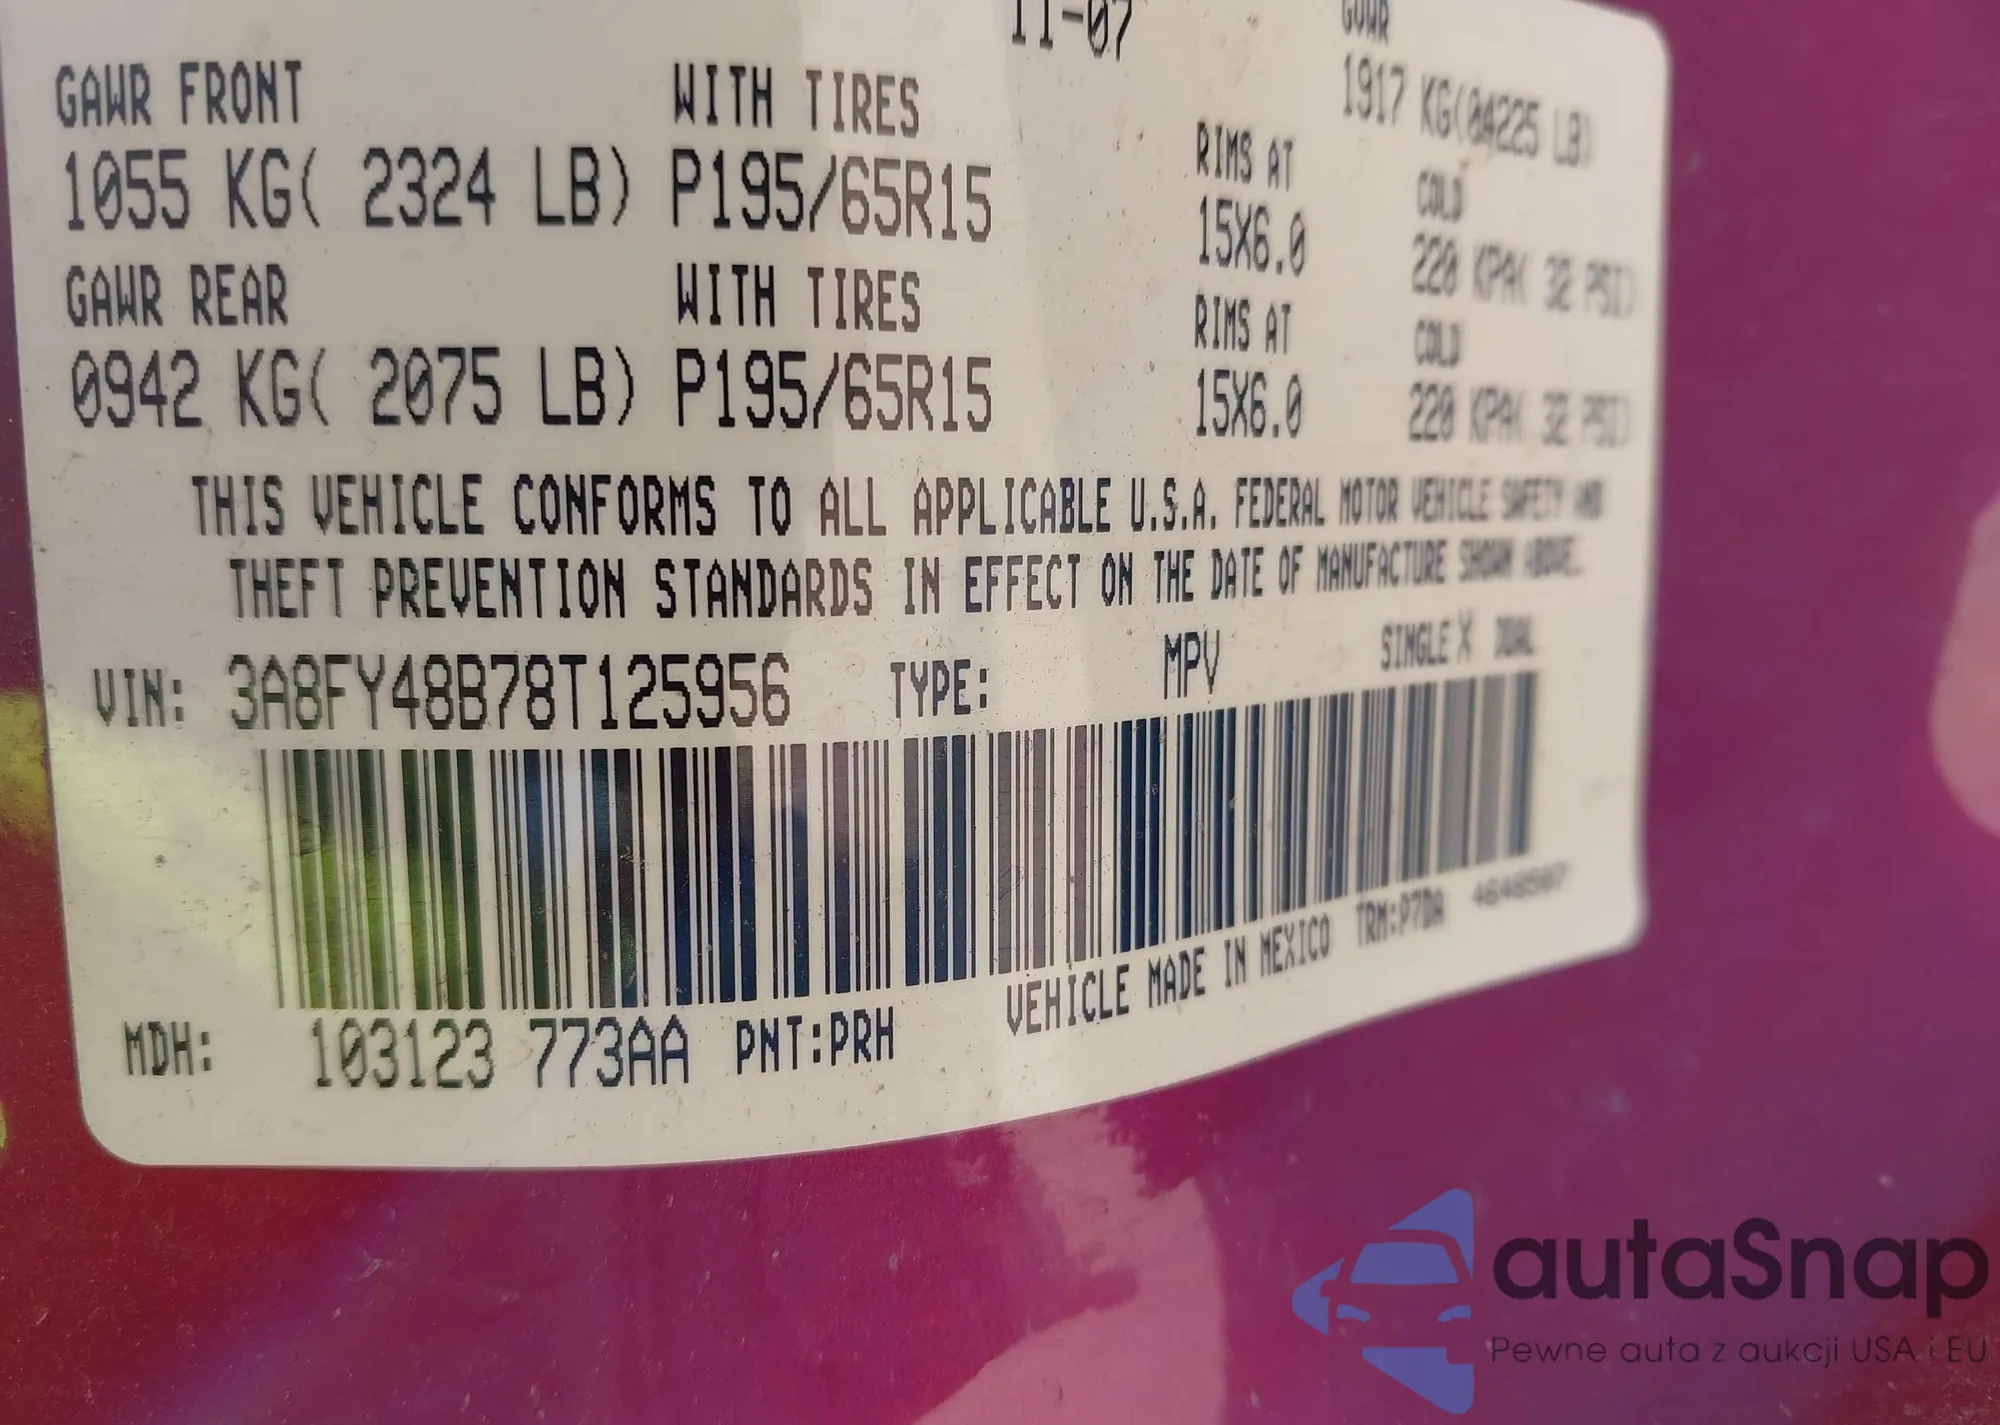 11-07
GVWR
1917 KG(04225 LB)
GAWR FRONT WITH TIRES RIMS AT COLD
1055 KG( 2324 LB) P195/65R15 15X6.0 220 KPA( 32 PSI)
GAWR REAR WITH TIRES RIMS AT COLD
0942 KG( 2075 LB) P195/65R15 15X6.0 220 KPA( 32 PSI)
THIS VEHICLE CONFORMS TO ALL APPLICABLE U.S.A. FEDERAL MOTOR VEHICLE SAFETY AND
THEFT PREVENTION STANDARDS IN EFFECT ON THE DATE OF MANUFACTURE SHOWN ABOVE.
VIN: 3A8FY48B78T125956 TYPE: MPV SINGLE X DUAL
MDH: 103123 773AA PNT:PRH VEHICLE MADE IN MEXICO TRM:P7DA 4648507
autaSnap
Pewne auta z aukcji USA i EU